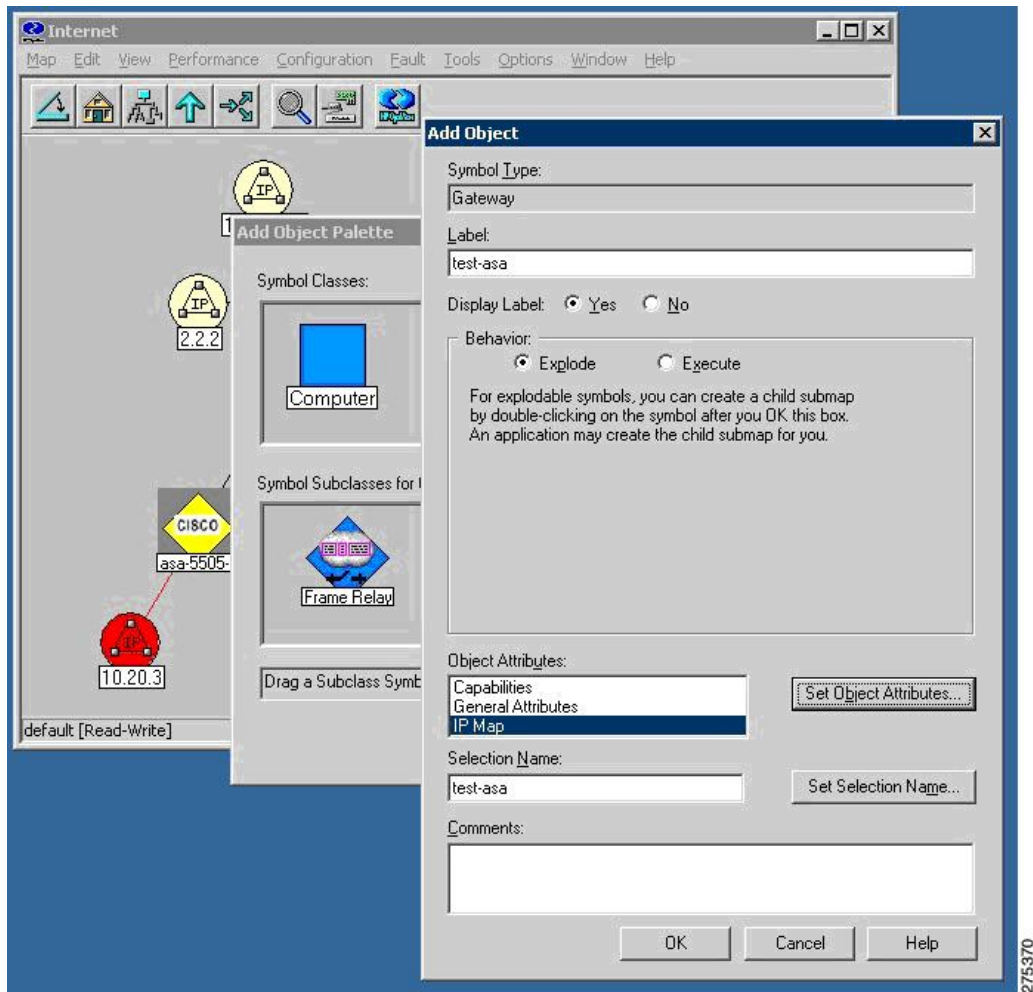 Internet
Map Edit View Performance Configuration Fault Tools Options Window Help
IP
1
IP
2.2.2
CISCO
asa-5505-
IP
10.20.3
default [Read-Write]
Add Object Palette
Symbol Classes:
Computer
Symbol Subclasses for
Frame Relay
Drag a Subclass Symb
Add Object
Symbol Type:
Gateway
Label:
test-asa
Display Label: Yes No
Behavior:
Explode Execute
For explodable symbols, you can create a child submap
by double-clicking on the symbol after you OK this box.
An application may create the child submap for you.
Object Attributes:
Capabilities
General Attributes
IP Map
Set Object Attributes...
Selection Name:
test-asa
Set Selection Name...
Comments:
OK Cancel Help
275370